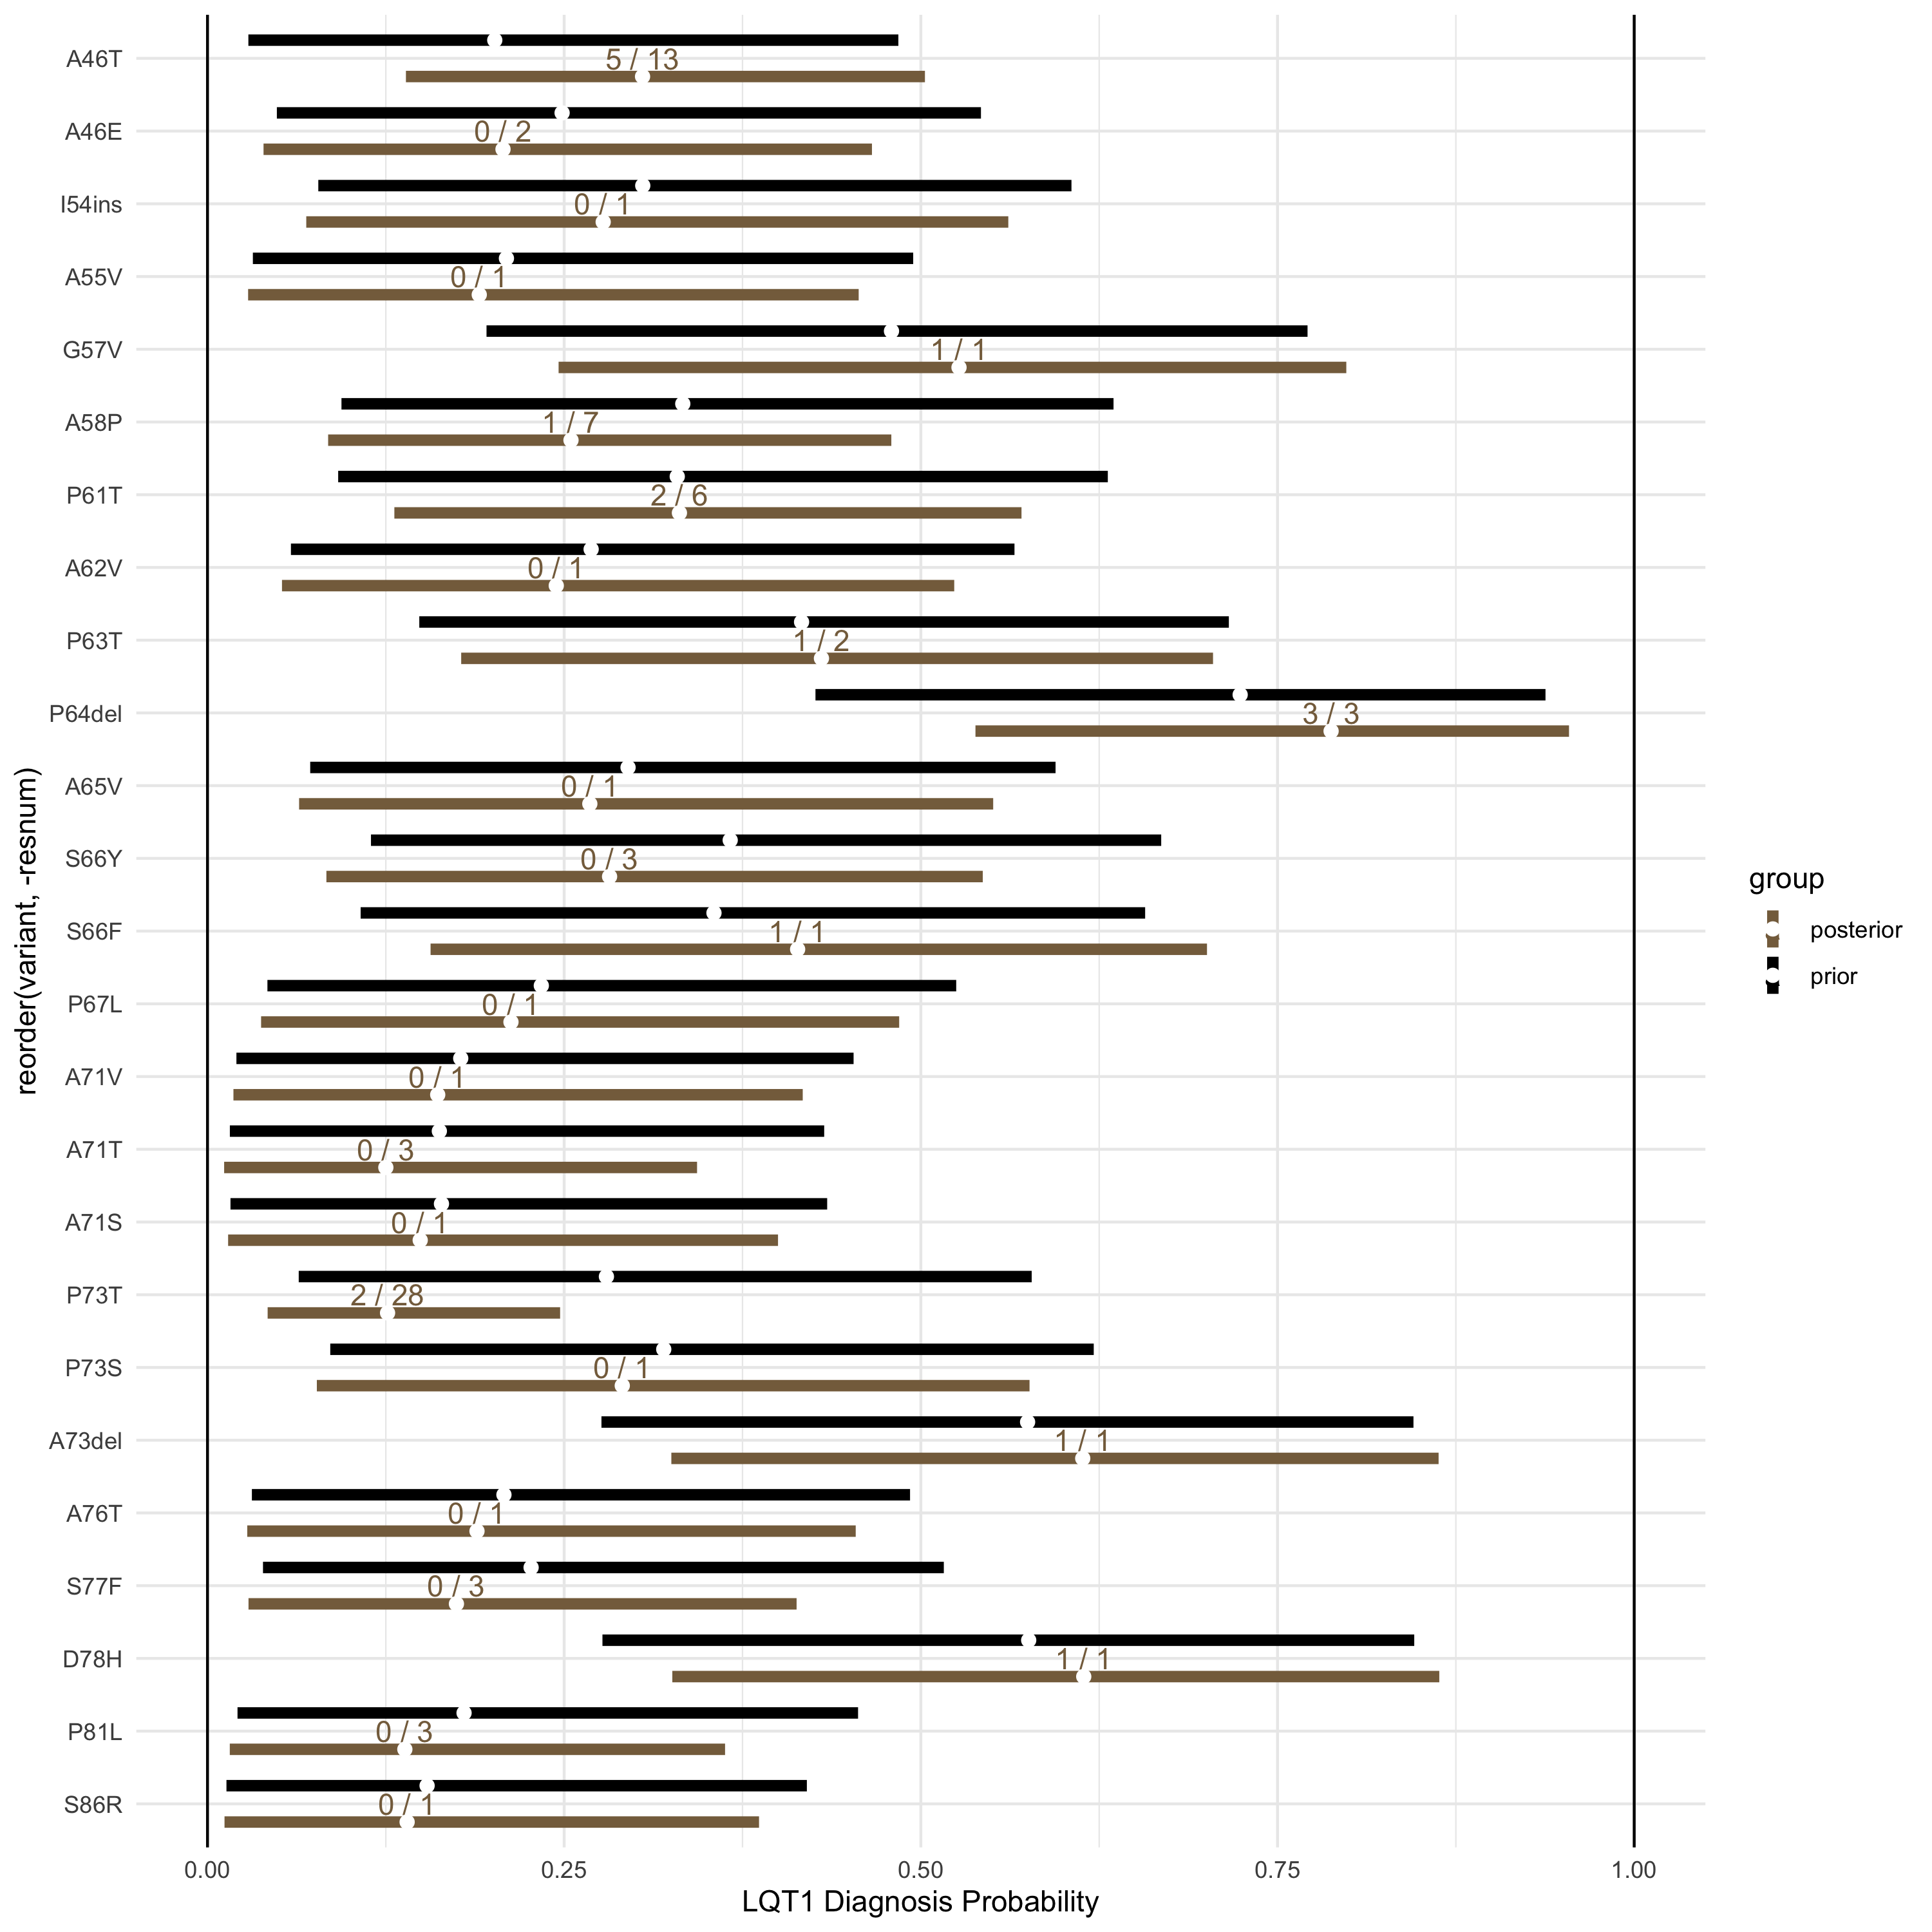 A46T
5 / 13
A46E
0 / 2
I54ins
0 / 1
A55V
0 / 1
G57V
1 / 1
A58P
1 / 7
P61T
2 / 6
A62V
0 / 1
P63T
1 / 2
P64del
3 / 3
A65V
0 / 1
S66Y
0 / 3
S66F
1 / 1
P67L
0 / 1
A71V
0 / 1
A71T
0 / 3
A71S
0 / 1
P73T
2 / 28
P73S
0 / 1
A73del
1 / 1
A76T
0 / 1
S77F
0 / 3
D78H
1 / 1
P81L
0 / 3
S86R
0 / 1
0.00 0.25 0.50 0.75 1.00
LQT1 Diagnosis Probability
reorder(variant, -resnum)
group
posterior
prior